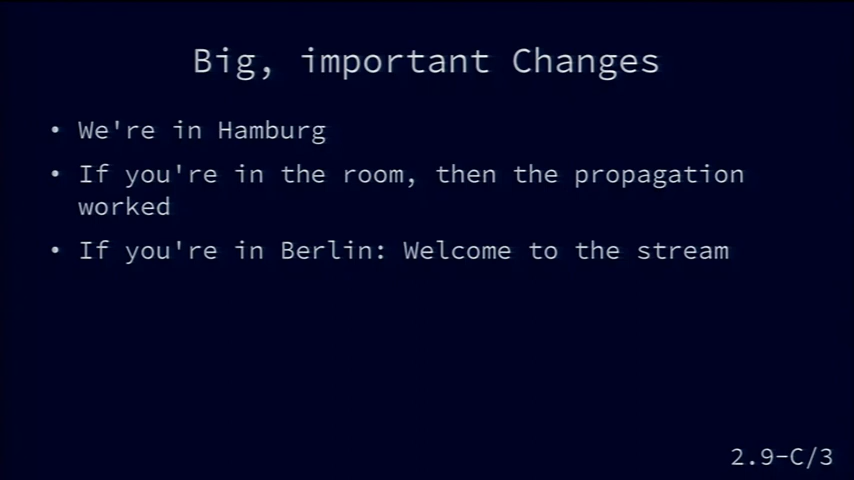 Big, important Changes
• We're in Hamburg
• If you're in the room, then the propagation
worked
• If you're in Berlin: Welcome to the stream
2.9-C/3